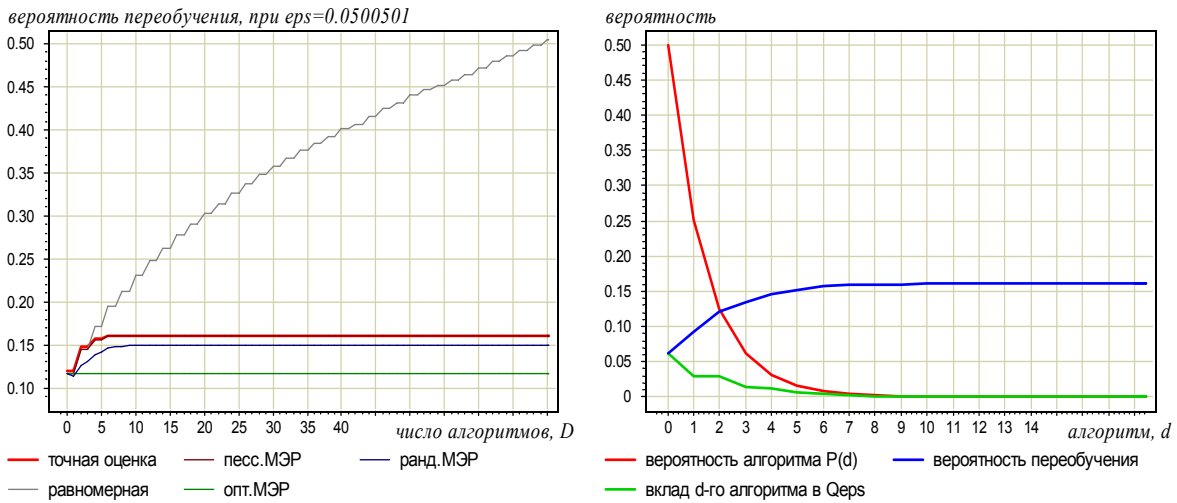 вероятность переобучения, при eps=0.0500501
0.50
0.45
0.40
0.35
0.30
0.25
0.20
0.15
0.10
0 5 10 15 20 25 30 35 40
число алгоритмов, D
точная оценка песс.МЭР ранд.МЭР
равномерная опт.МЭР
вероятность
0.50
0.45
0.40
0.35
0.30
0.25
0.20
0.15
0.10
0.05
0
0 1 2 3 4 5 6 7 8 9 10 11 12 13 14
алгоритм, d
вероятность алгоритма P(d) вероятность переобучения
вклад d-го алгоритма в Qeps